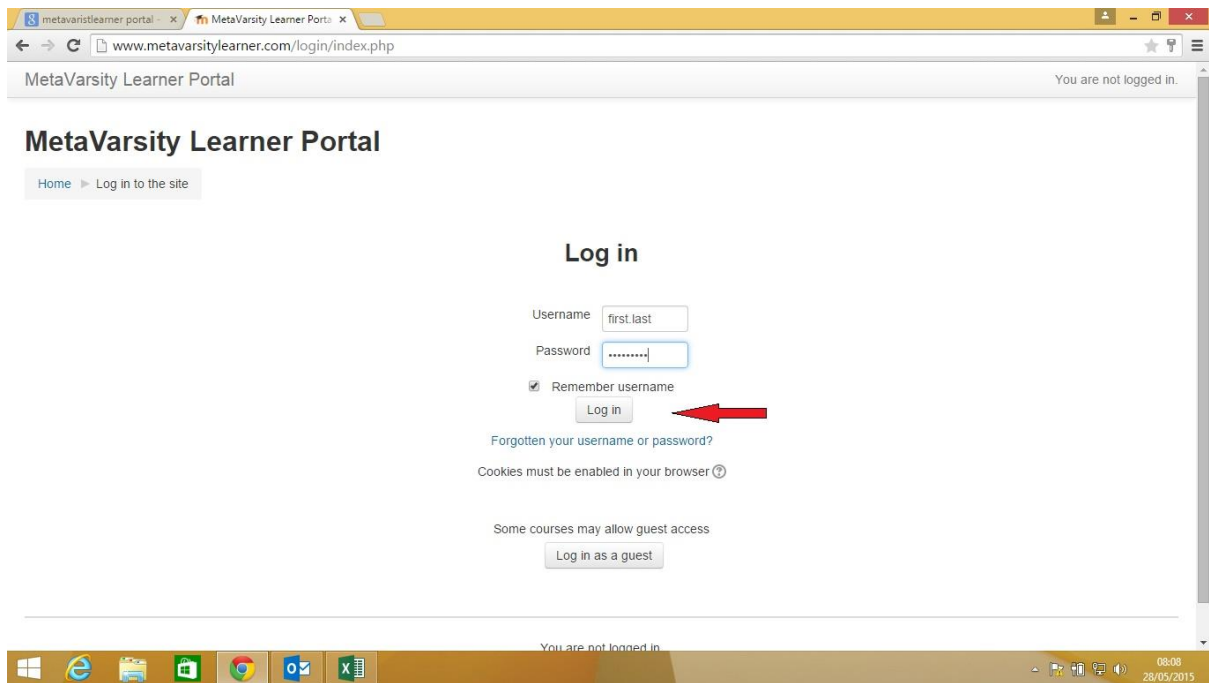 metavaristlearner portal -
MetaVarsity Learner Porta
www.metavarsitylearner.com/login/index.php
MetaVarsity Learner Portal
You are not logged in.
MetaVarsity Learner Portal
Home
Log in to the site
Log in
Username
first.last
Password
Remember username
Log in
Forgotten your username or password?
Cookies must be enabled in your browser
Some courses may allow guest access
Log in as a guest
You are not logged in
08:08
28/05/2015